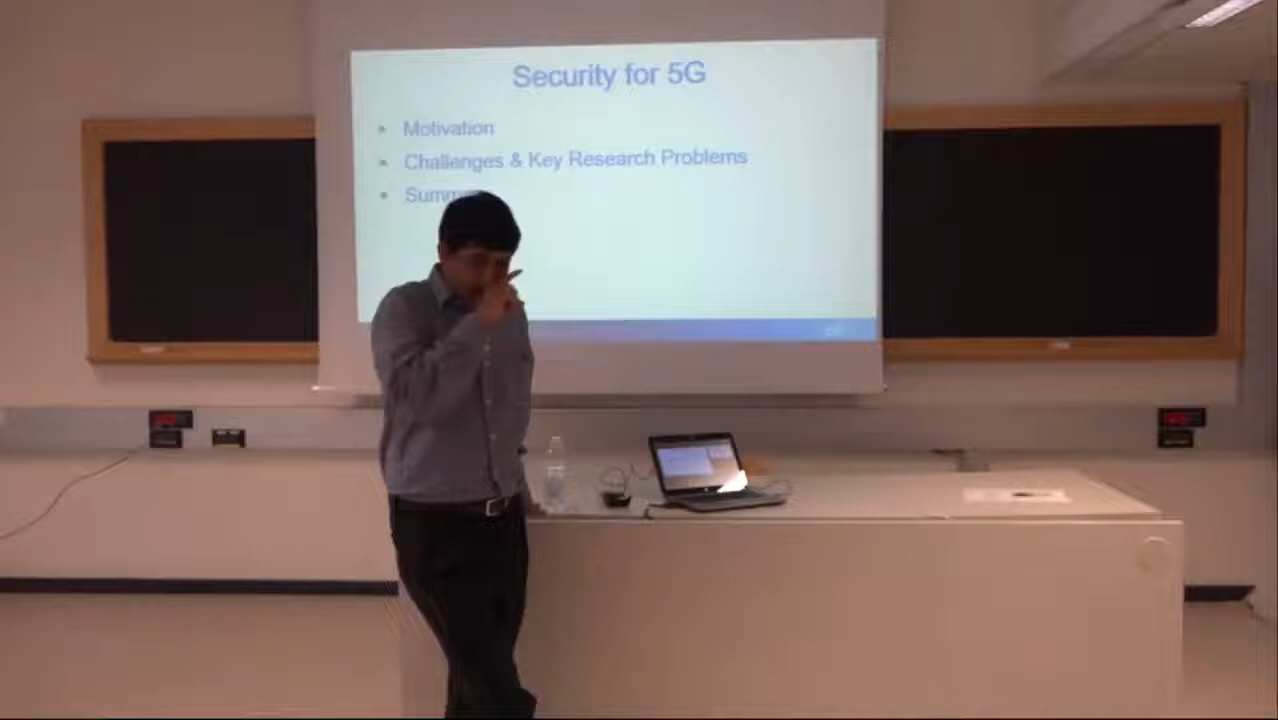 Security for 5G
• Motivation
• Challenges & Key Research Problems